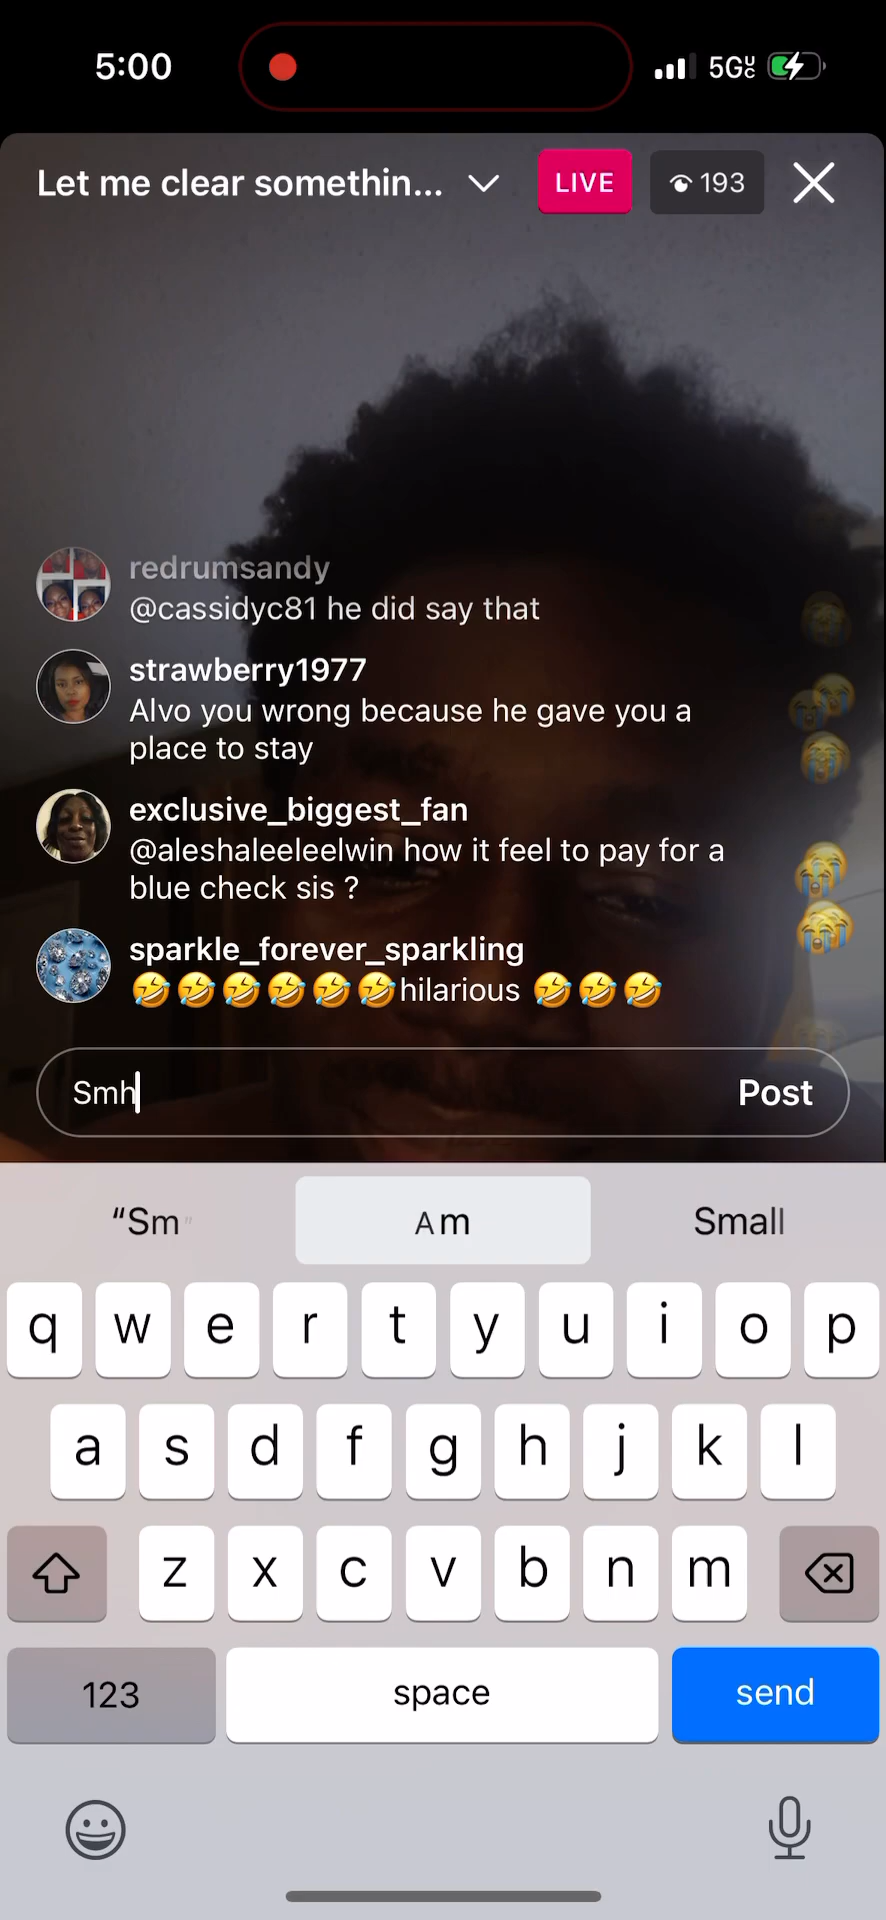 5:00
5GUC
Let me clear somethin...
LIVE
193
redrumsandy
@cassidyc81 he did say that
strawberry1977
Alvo you wrong because he gave you a
place to stay
exclusive_biggest_fan
@aleshaleeleelwin how it feel to pay for a
blue check sis ?
sparkle_forever_sparkling
🤣🤣🤣🤣🤣🤣hilarious 🤣🤣🤣
Smh
Post
“Sm”
Am
Small
q w e r t y u i o p
a s d f g h j k l
z x c v b n m
123
space
send